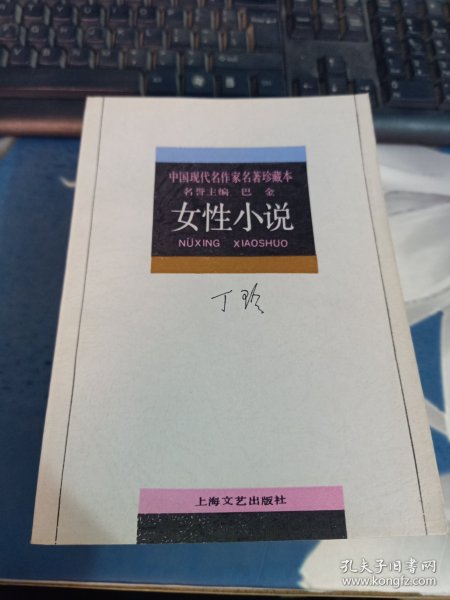 中国现代名作家名著珍藏本
名誉主编 巴金
女性小说
NÜXING XIAOSHUO
丁玲
上海文艺出版社
孔夫子旧书网
www.kongfz.com